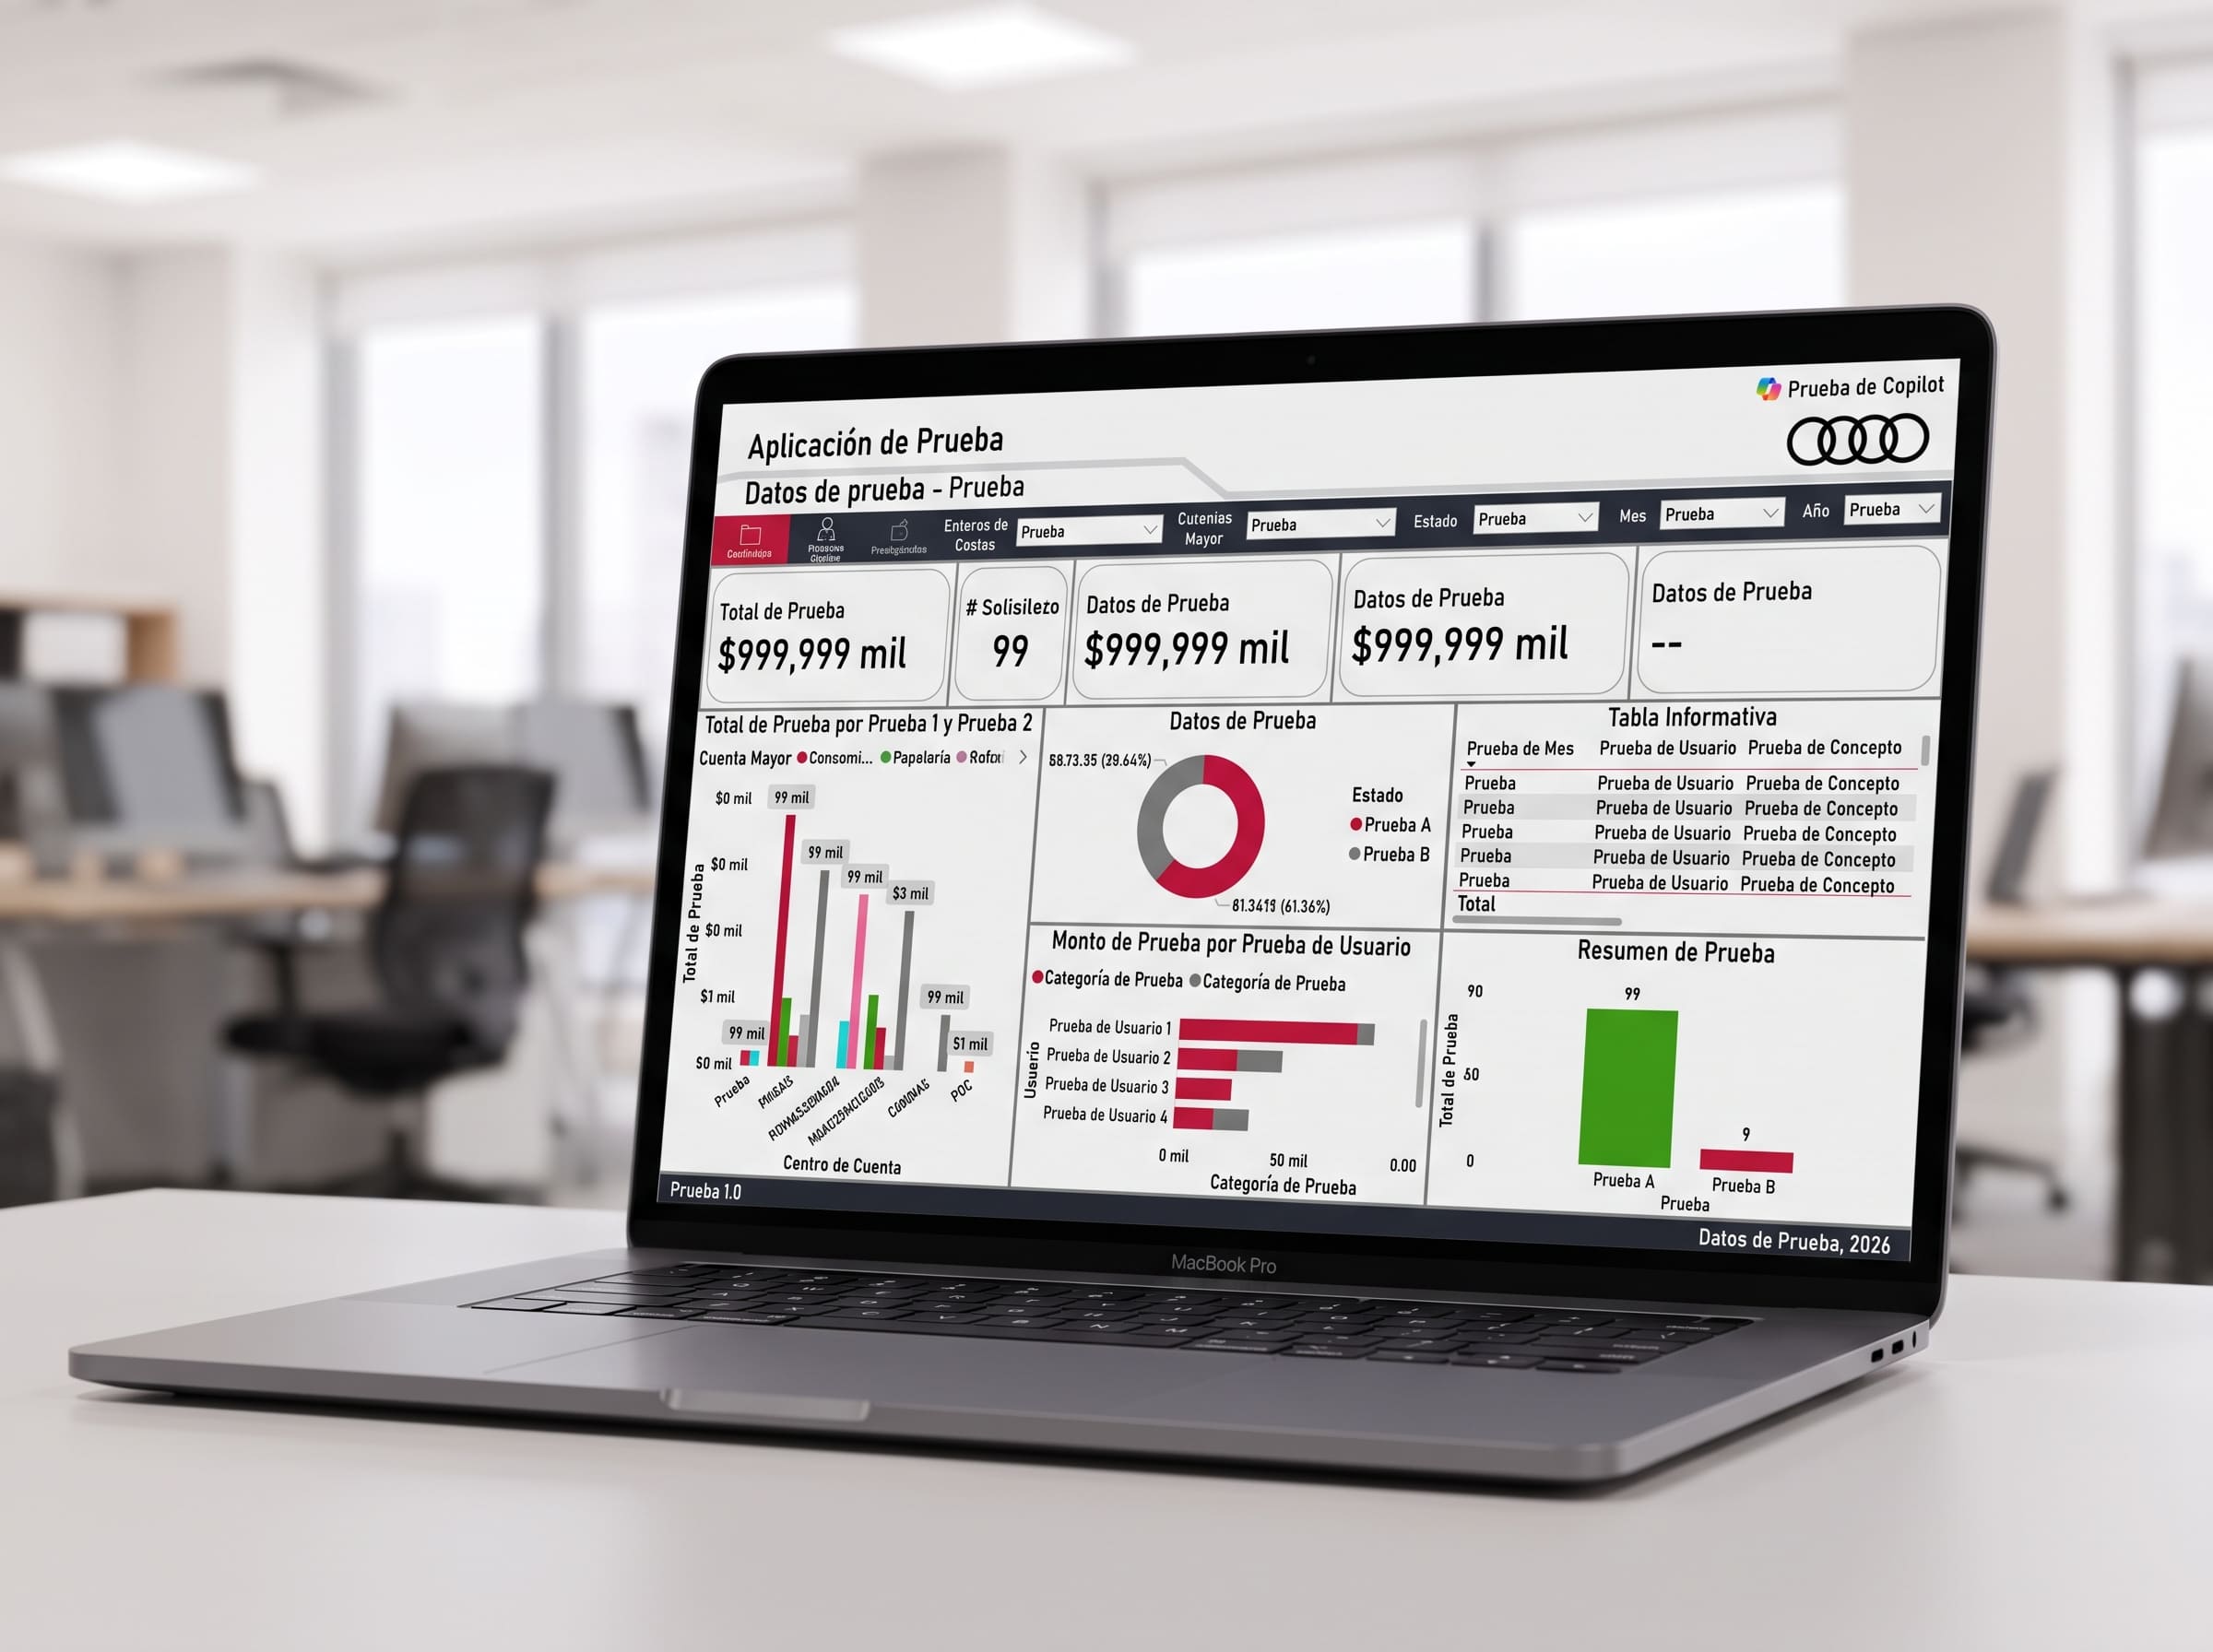 Prueba de Copilot
Aplicación de Prueba
Datos de prueba - Prueba
Enteros de Costas
Prueba
Cutenias Mayor
Prueba
Estado
Prueba
Mes
Prueba
Año
Prueba
Total de Prueba
$999,999 mil
# Solisilezo
99
Datos de Prueba
$999,999 mil
Datos de Prueba
$999,999 mil
Datos de Prueba
--
Total de Prueba por Prueba 1 y Prueba 2
Cuenta Mayor Consomi... Papalaría
Total de Prueba
$0 mil
$0 mil
$0 mil
$1 mil
$0 mil
99 mil
99 mil
99 mil
99 mil
$3 mil
99 mil
$1 mil
Prueba
POC
Centro de Cuenta
Datos de Prueba
(39.64%)
(61.36%)
Estado
Prueba A
Prueba B
Monto de Prueba por Prueba de Usuario
Categoría de Prueba Categoría de Prueba
Usuerio
Prueba de Usuario 1
Prueba de Usuario 2
Prueba de Usuario 3
Prueba de Usuario 4
0 mil 50 mil 0.00
Categoría de Prueba
Tabla Informativa
Prueba de Mes Prueba de Usuario Prueba de Concepto
Prueba Prueba de Usuario Prueba de Concepto
Prueba Prueba de Usuario Prueba de Concepto
Prueba Prueba de Usuario Prueba de Concepto
Prueba Prueba de Usuario Prueba de Concepto
Prueba Prueba de Usuario Prueba de Concepto
Total
Resumen de Prueba
Total de Prueba
90
0
99
9
Prueba A
Prueba B
Prueba
Prueba 1.0
Datos de Prueba, 2026
MacBook Pro